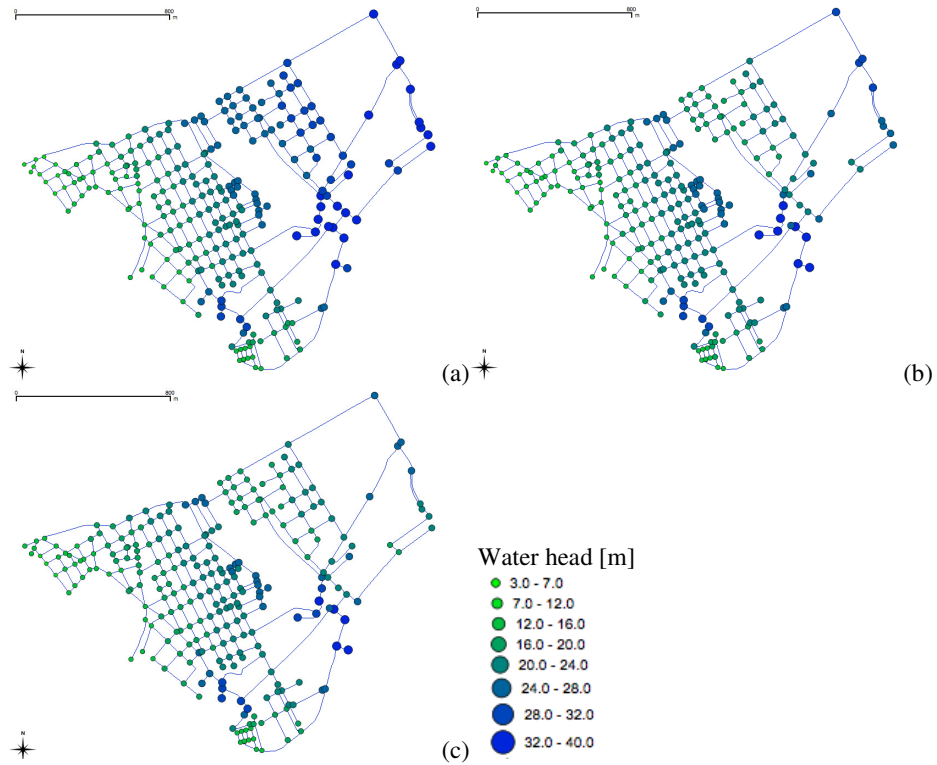 0 800
m
0 800
m
N
(a)
N
(b)
0 800
m
Water head [m]
3.0 - 7.0
7.0 - 12.0
12.0 - 16.0
16.0 - 20.0
20.0 - 24.0
24.0 - 28.0
28.0 - 32.0
32.0 - 40.0
N
(c)